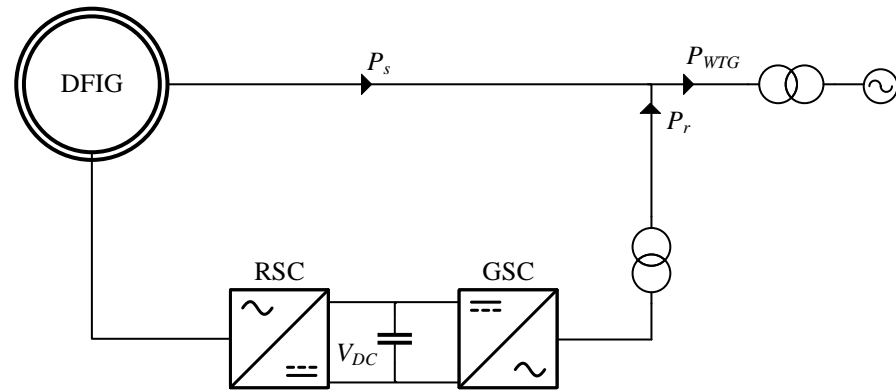 DFIG
P_s
P_WTG
P_r
RSC
GSC
V_DC